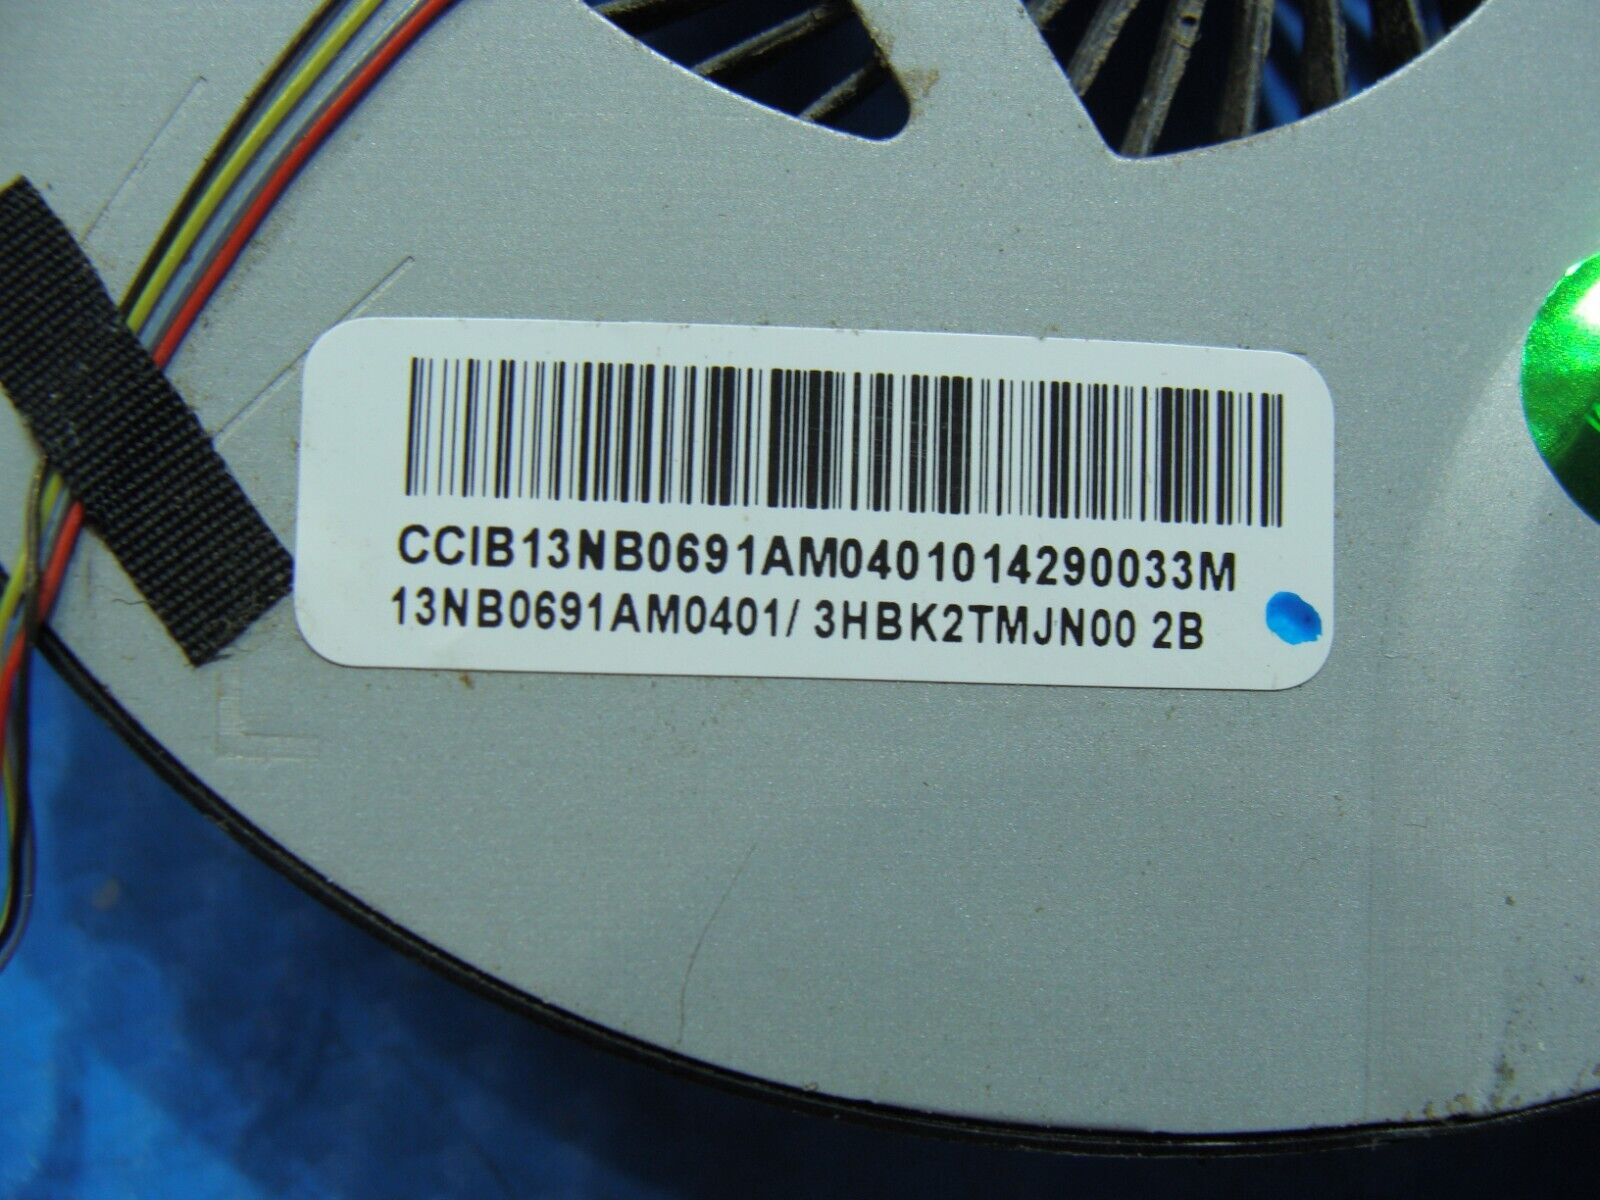 CCIB13NB0691AM0401014290033M
13NB0691AM0401/ 3HBK2TMJN00 2B